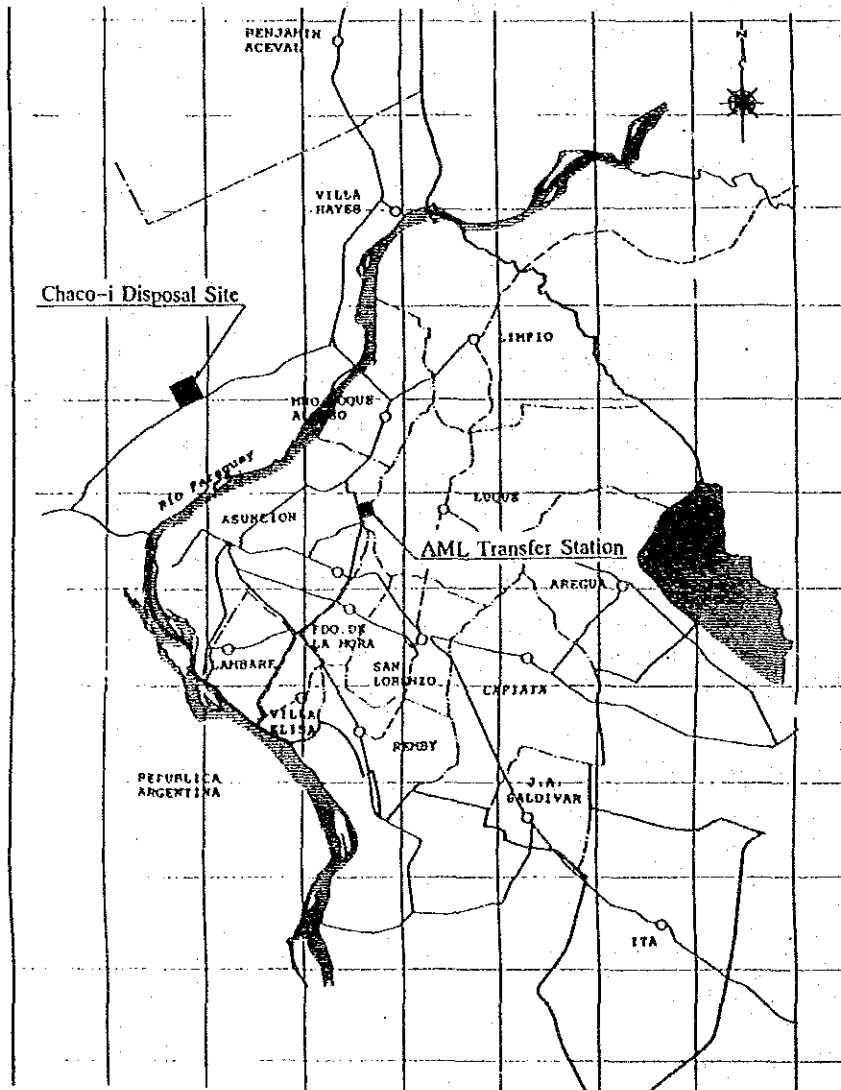 BENJAMIN
ACEVAL
N
VILLA
HAYES
Chaco-i Disposal Site
LIMPIO
RIO PARAGUAY
ASUNCION
LUQUE
AML Transfer Station
AREGUA
FDO. DE
LA MORA
LAMBARE
SAN
LORENZO
CAPIATA
VILLA
ELISA
REPUBLICA
ARGENTINA
J.A.
SALDIVAR
ITA